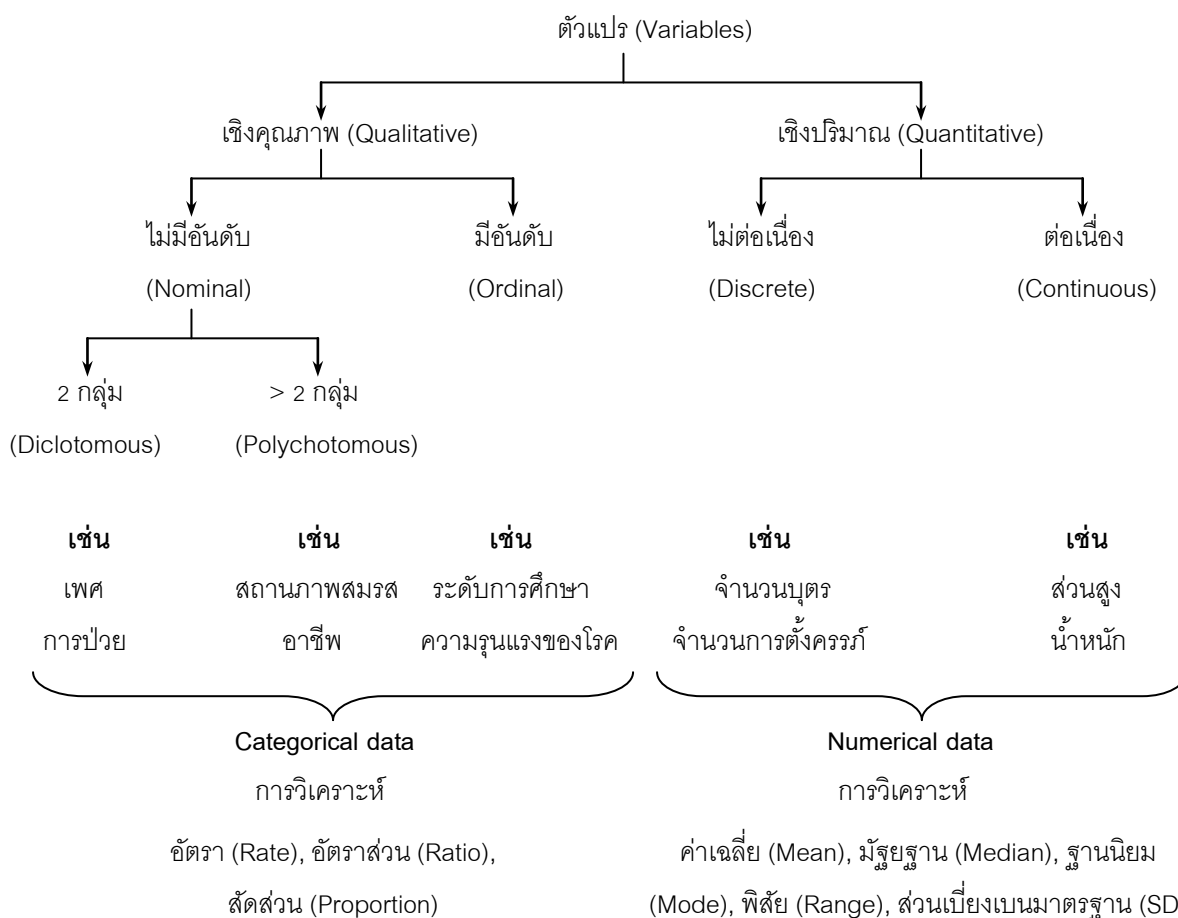 ตัวแปร (Variables)
เชิงคุณภาพ (Qualitative) เชิงปริมาณ (Quantitative)
ไม่มีอันดับ มีอันดับ ไม่ต่อเนื่อง ต่อเนื่อง
(Nominal) (Ordinal) (Discrete) (Continuous)
2 กลุ่ม > 2 กลุ่ม
(Diclotomous) (Polychotomous)
เช่น เช่น เช่น เช่น เช่น
เพศ สถานภาพสมรส ระดับการศึกษา จำนวนบุตร ส่วนสูง
การป่วย อาชีพ ความรุนแรงของโรค จำนวนการตั้งครรภ์ น้ำหนัก
Categorical data Numerical data
การวิเคราะห์ การวิเคราะห์
อัตรา (Rate), อัตราส่วน (Ratio), ค่าเฉลี่ย (Mean), มัฐยฐาน (Median), ฐานนิยม
สัดส่วน (Proportion) (Mode), พิสัย (Range), ส่วนเบี่ยงเบนมาตรฐาน (SD